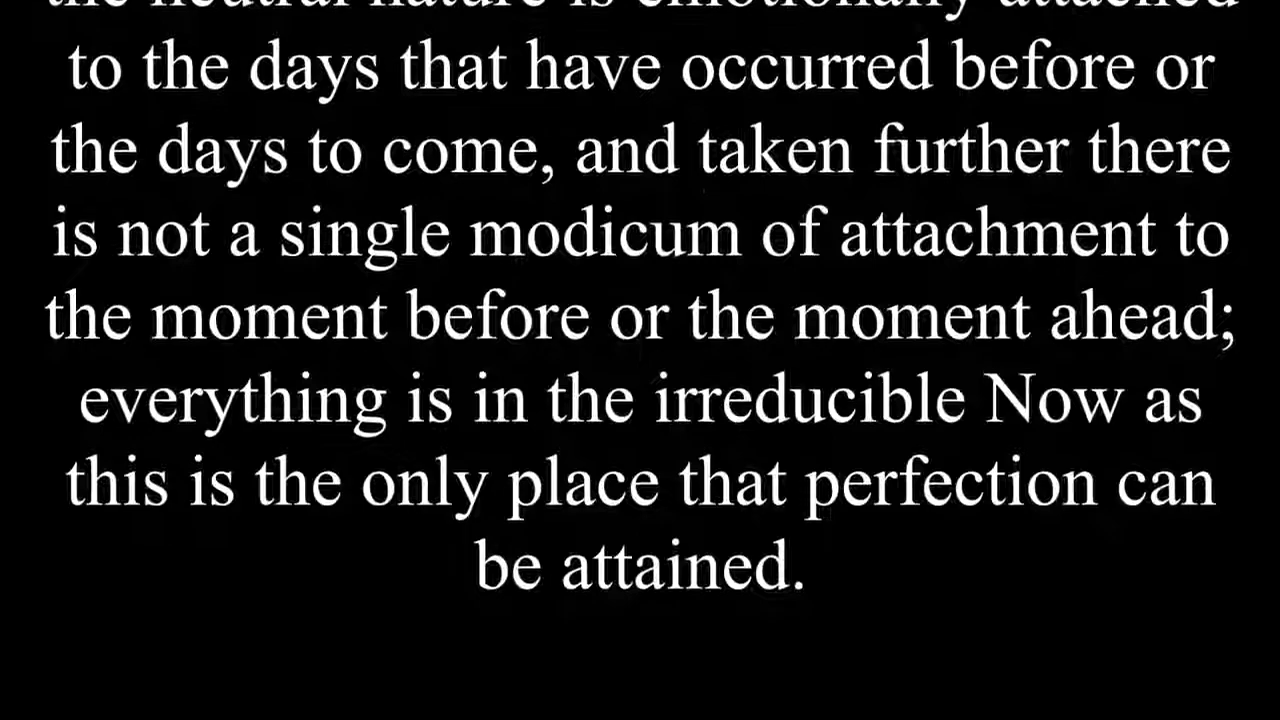 the neutral nature is emotionally attached
to the days that have occurred before or
the days to come, and taken further there
is not a single modicum of attachment to
the moment before or the moment ahead;
everything is in the irreducible Now as
this is the only place that perfection can
be attained.